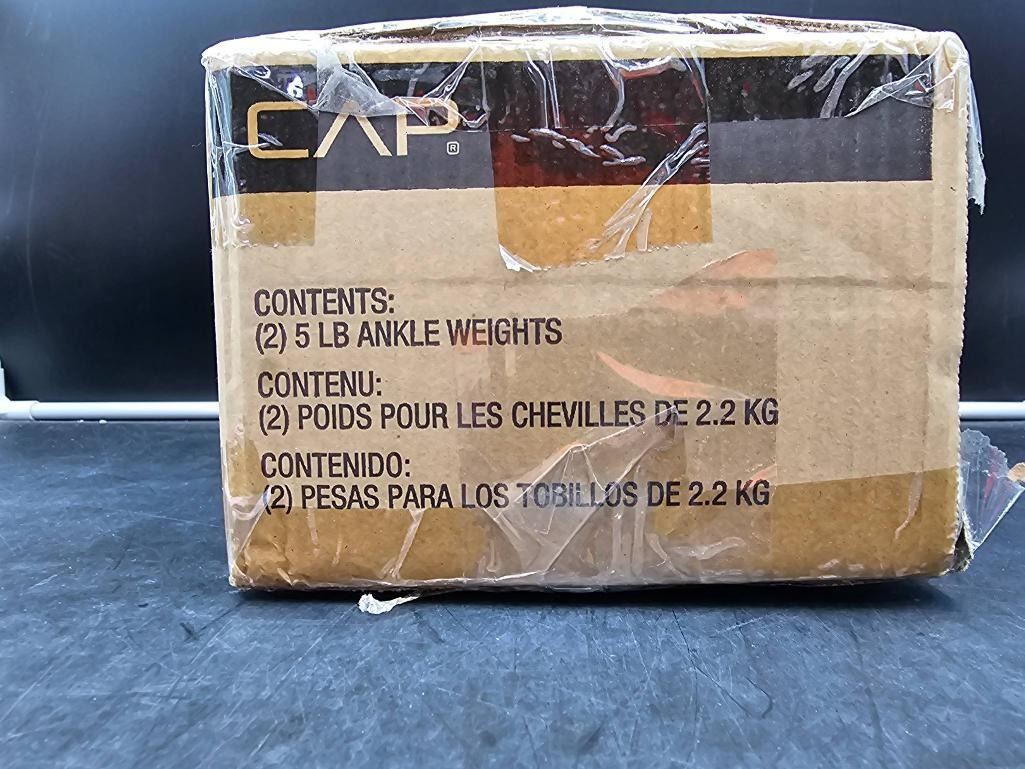 CAP®
CONTENTS:
(2) 5 LB ANKLE WEIGHTS
CONTENU:
(2) POIDS POUR LES CHEVILLES DE 2.2 KG
CONTENIDO:
(2) PESAS PARA LOS TOBILLOS DE 2.2 KG